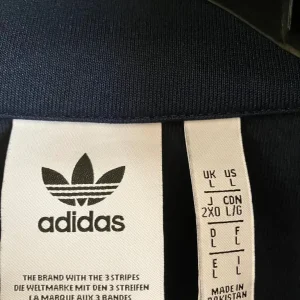 adidas
THE BRAND WITH THE 3 STRIPES
DIE WELTMARKE MIT DEN 3 STREIFEN
LA MARQUE AUX 3 BANDES
UK US
L L
J CDN
2XO L/G
D F
L L
E I
L L
MADE IN
PAKISTAN